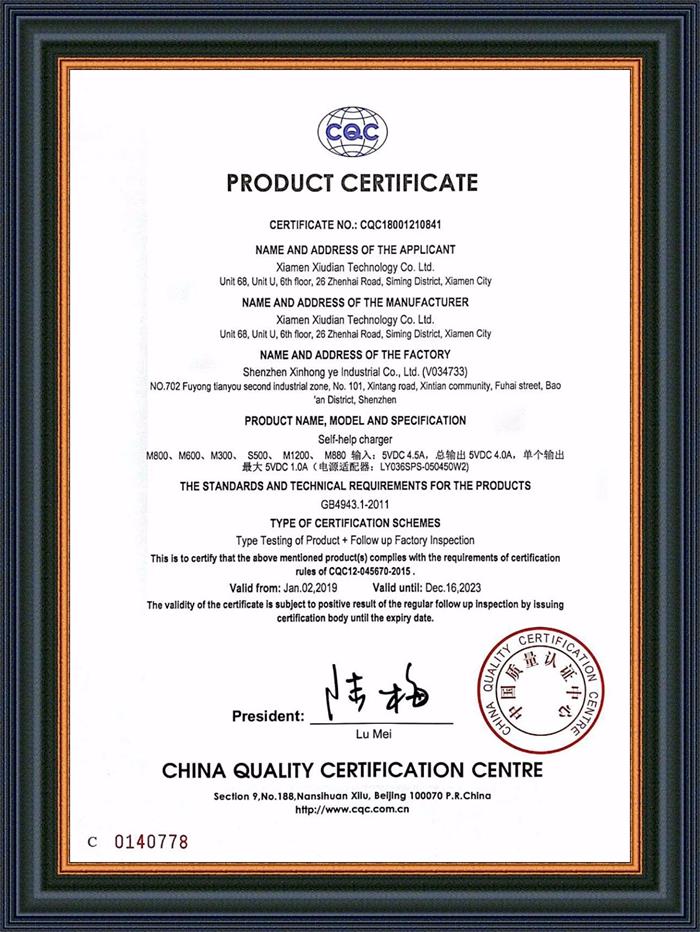 CQC
PRODUCT CERTIFICATE
CERTIFICATE NO.: CQC18001210841
NAME AND ADDRESS OF THE APPLICANT
Xiamen Xiudian Technology Co. Ltd.
Unit 68, Unit U, 6th floor, 26 Zhenhai Road, Siming District, Xiamen City
NAME AND ADDRESS OF THE MANUFACTURER
Xiamen Xiudian Technology Co. Ltd.
Unit 68, Unit U, 6th floor, 26 Zhenhai Road, Siming District, Xiamen City
NAME AND ADDRESS OF THE FACTORY
Shenzhen Xinhong ye Industrial Co., Ltd. (V034733)
NO.702 Fuyong tianyou second industrial zone, No. 101, Xintang road, Xintian community, Fuhai street, Bao
'an District, Shenzhen
PRODUCT NAME, MODEL AND SPECIFICATION
Self-help charger
M800、M600、M300、 S500、 M1200、 M880 输入：5VDC 4.5A，总输出 5VDC 4.0A，单个输出
最大 5VDC 1.0A（电源适配器：LY036SPS-050450W2)
THE STANDARDS AND TECHNICAL REQUIREMENTS FOR THE PRODUCTS
GB4943.1-2011
TYPE OF CERTIFICATION SCHEMES
Type Testing of Product + Follow up Factory Inspection
This is to certify that the above mentioned product(s) complies with the requirements of certification
rules of CQC12-045670-2015 .
Valid from: Jan.02,2019 Valid until: Dec.16,2023
The validity of the certificate is subject to positive result of the regular follow up inspection by issuing
certification body until the expiry date.
CHINA QUALITY CERTIFICATION CENTRE
中国质量认证中心
陆梅
President:
Lu Mei
CHINA QUALITY CERTIFICATION CENTRE
Section 9,No.188,Nansihuan Xilu, Beijing 100070 P.R.China
http://www.cqc.com.cn
C 0140778